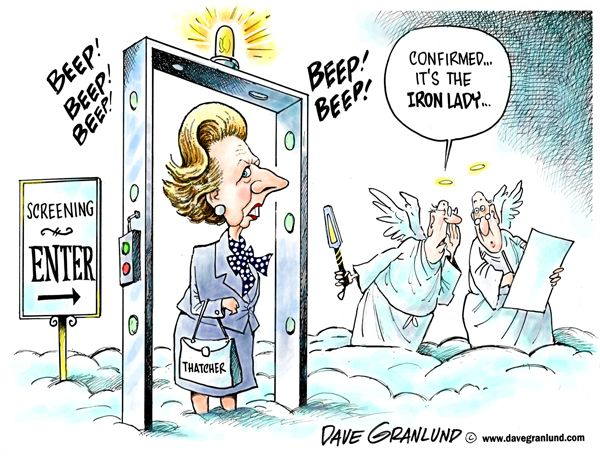 BEEP!
BEEP!
BEEP!
BEEP!
BEEP!
CONFIRMED...
IT'S THE
IRON LADY...
SCREENING
ENTER
THATCHER
DAVE GRANLUND © www.davegranlund.com